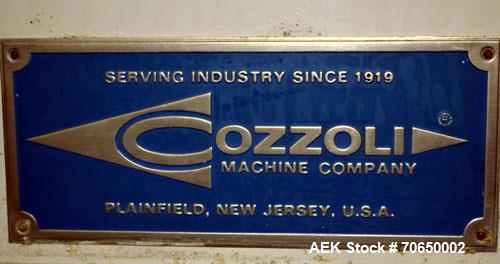 SERVING INDUSTRY SINCE 1919
COZZOLI ®
MACHINE COMPANY
PLAINFIELD, NEW JERSEY, U.S.A.
AEK Stock # 70650002